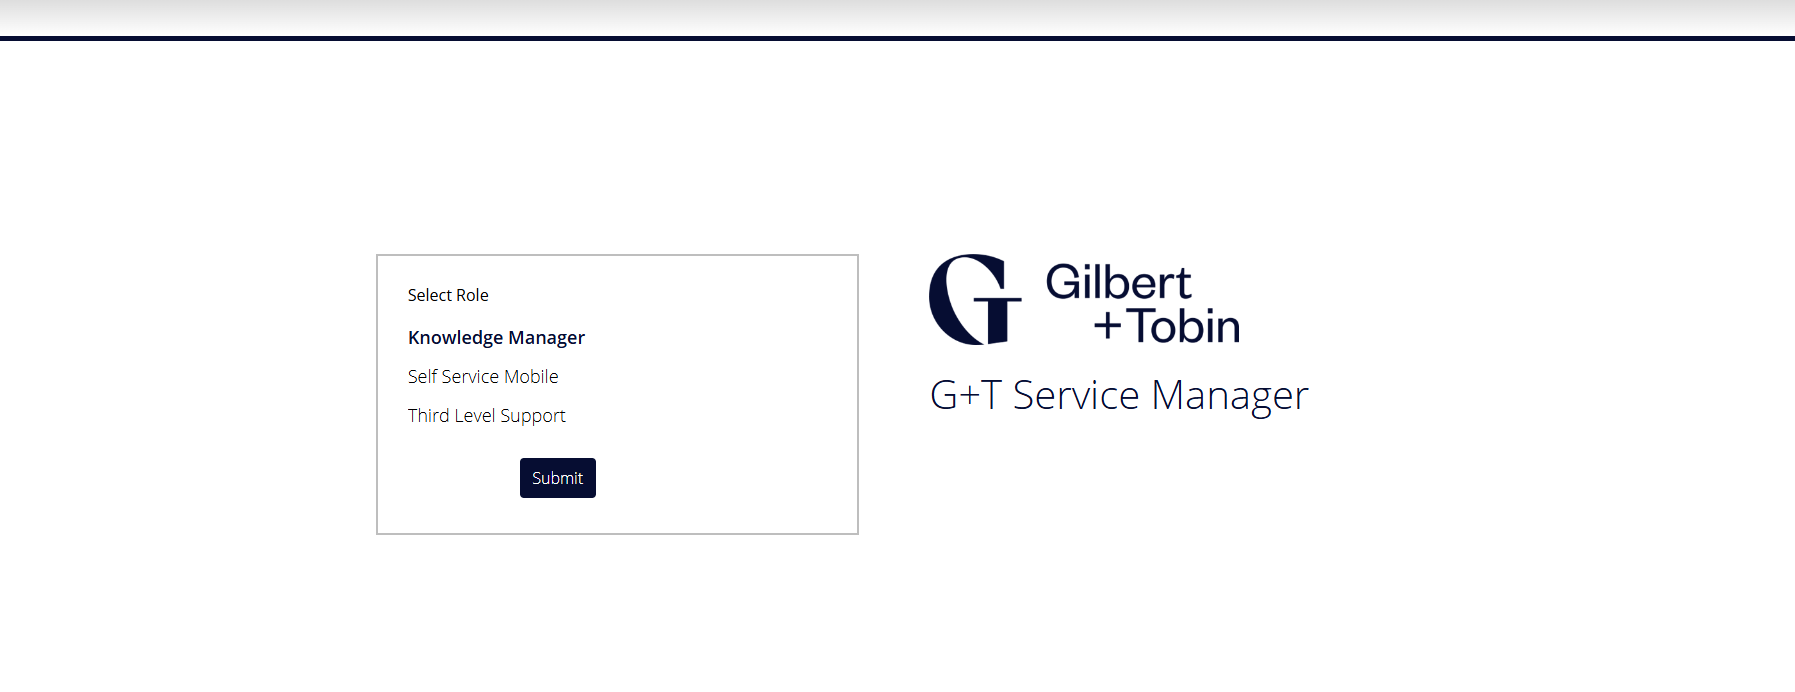 Select Role
Knowledge Manager
Self Service Mobile
Third Level Support
Submit
Gilbert
+Tobin
G+T Service Manager